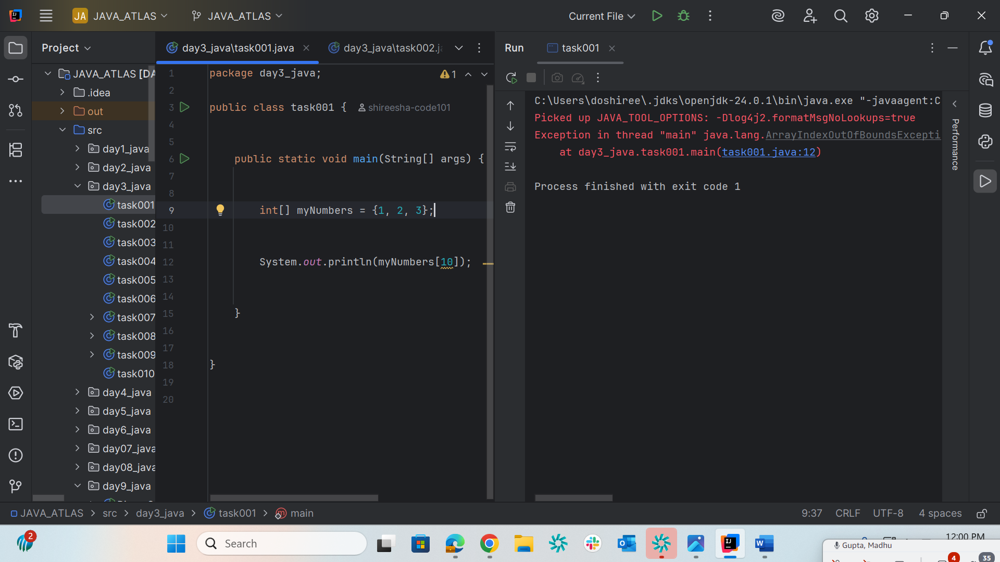 JA JAVA_ATLAS JAVA_ATLAS Current File
Project
day3_java\task001.java
day3_java\task002.j
Run task001
JAVA_ATLAS [DA
.idea
out
src
day1_java
day2_java
day3_java
task001
task002
task003
task004
task005
task006
task007
task008
task009
task010
day4_java
day5_java
day6_java
day07_java
day08_java
day9_java
1 package day3_java;
1
2
3 public class task001 { shireesha-code101
4
5
6 public static void main(String[] args) {
7
8
9 int[] myNumbers = {1, 2, 3};
10
11
12 System.out.println(myNumbers[10]);
13
14
15 }
16
17
18 }
19
20
C:\Users\doshiree\.jdks\openjdk-24.0.1\bin\java.exe "-javaagent:C
Picked up JAVA_TOOL_OPTIONS: -Dlog4j2.formatMsgNoLookups=true
Exception in thread "main" java.lang.ArrayIndexOutOfBoundsExcepti
at day3_java.task001.main(task001.java:12)
Process finished with exit code 1
Performance
JAVA_ATLAS > src > day3_java > task001 > main
9:37 CRLF UTF-8 4 spaces
2
Search
12:00 PM
Gupta, Madhu
4
35